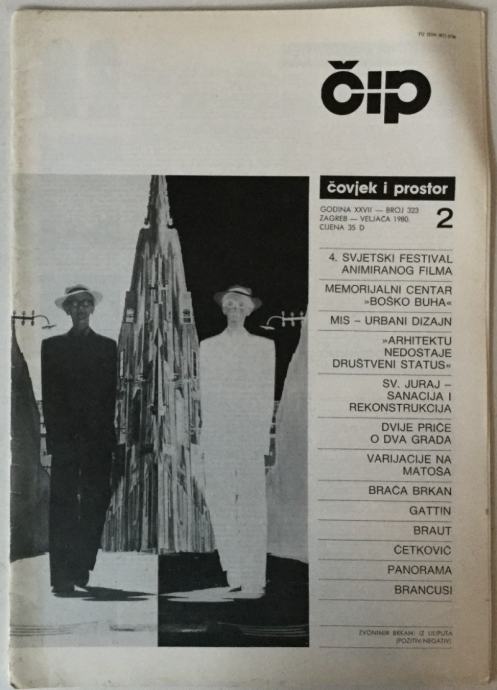 čip
čovjek i prostor
GODINA XXVII — BROJ 323
ZAGREB — VELJAČA 1980.
CIJENA 35 D
2
4. SVJETSKI FESTIVAL
ANIMIRANOG FILMA
MEMORIJALNI CENTAR
»BOŠKO BUHA«
MIS – URBANI DIZAJN
»ARHITEKTU
NEDOSTAJE
DRUŠTVENI STATUS«
SV. JURAJ –
SANACIJA I
REKONSTRUKCIJA
DVIJE PRIČE
O DVA GRADA
VARIJACIJE NA
MATOŠA
BRAĆA BRKAN
GATTIN
BRAUT
ČETKOVIĆ
PANORAMA
BRANCUSI
ZVONIMIR BRKAN: IZ LILIPUTA
(POZITIV/NEGATIV)